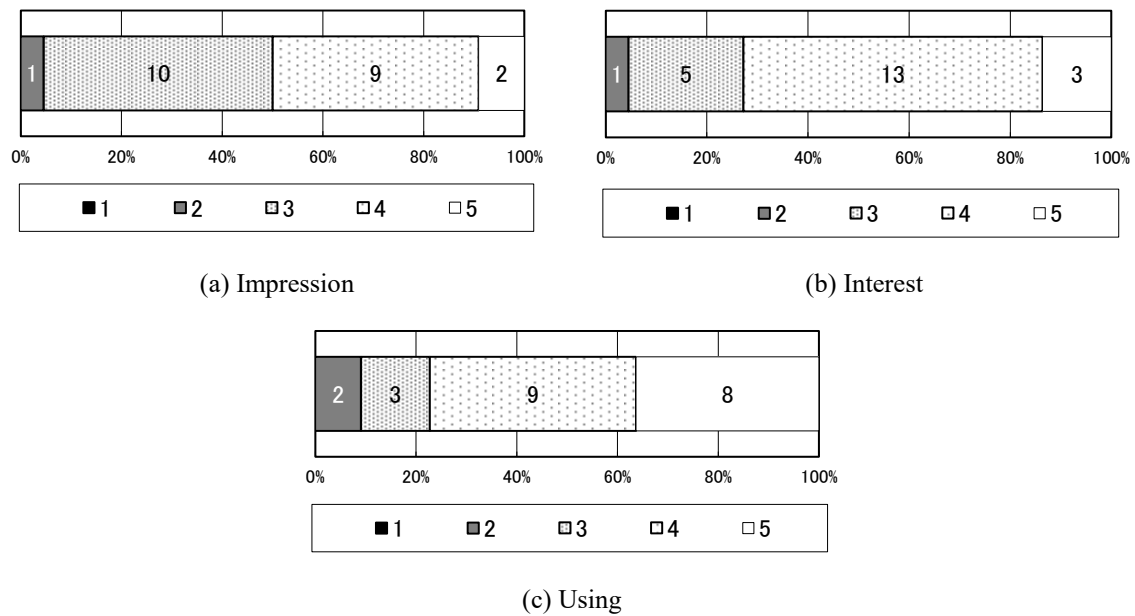 1 10 9 2
0% 20% 40% 60% 80% 100%
1 2 3 4 5
(a) Impression
1 5 13 3
0% 20% 40% 60% 80% 100%
1 2 3 4 5
(b) Interest
2 3 9 8
0% 20% 40% 60% 80% 100%
1 2 3 4 5
(c) Using